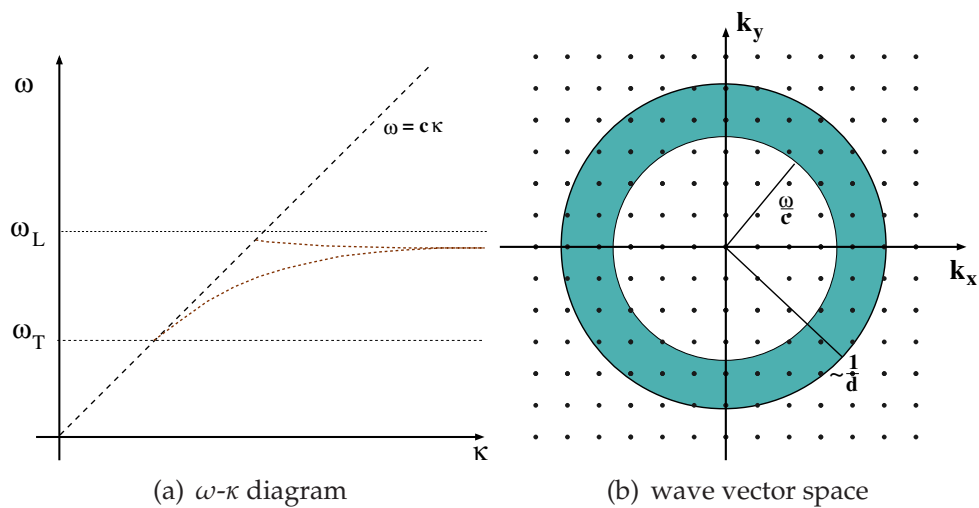 ω
ω = c κ
ω_L
ω_T
κ
(a) ω-κ diagram
k_y
ω/c
k_x
~ 1/d
(b) wave vector space